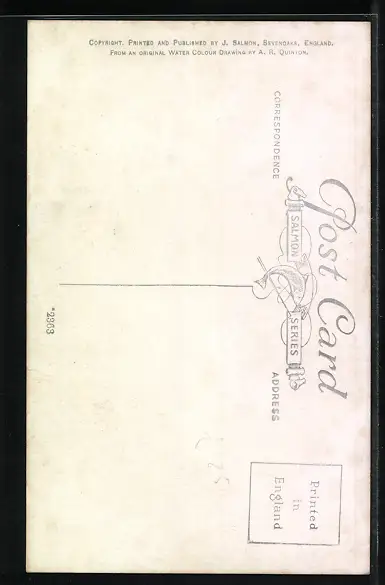 COPYRIGHT. PRINTED AND PUBLISHED BY J. SALMON, SEVENOAKS, ENGLAND.
FROM AN ORIGINAL WATER COLOUR DRAWING BY A. R. QUINTON.
Post Card
CORRESPONDENCE
SALMON
SERIES
ADDRESS
*2363
Printed
in
England